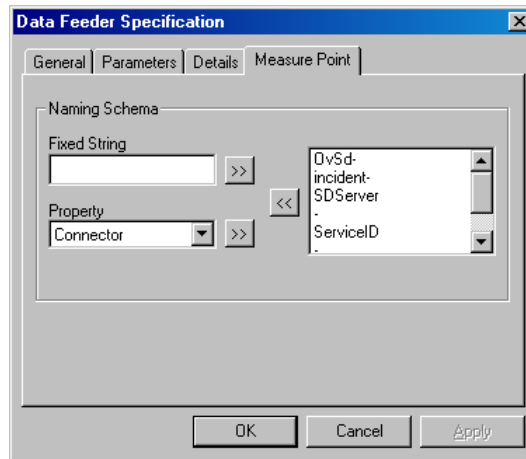 Data Feeder Specification
General Parameters Details Measure Point
Naming Schema
Fixed String
>>
<<
OvSd-
incident-
SDServer
-
ServiceID
-
Property
Connector
>>
OK Cancel Apply